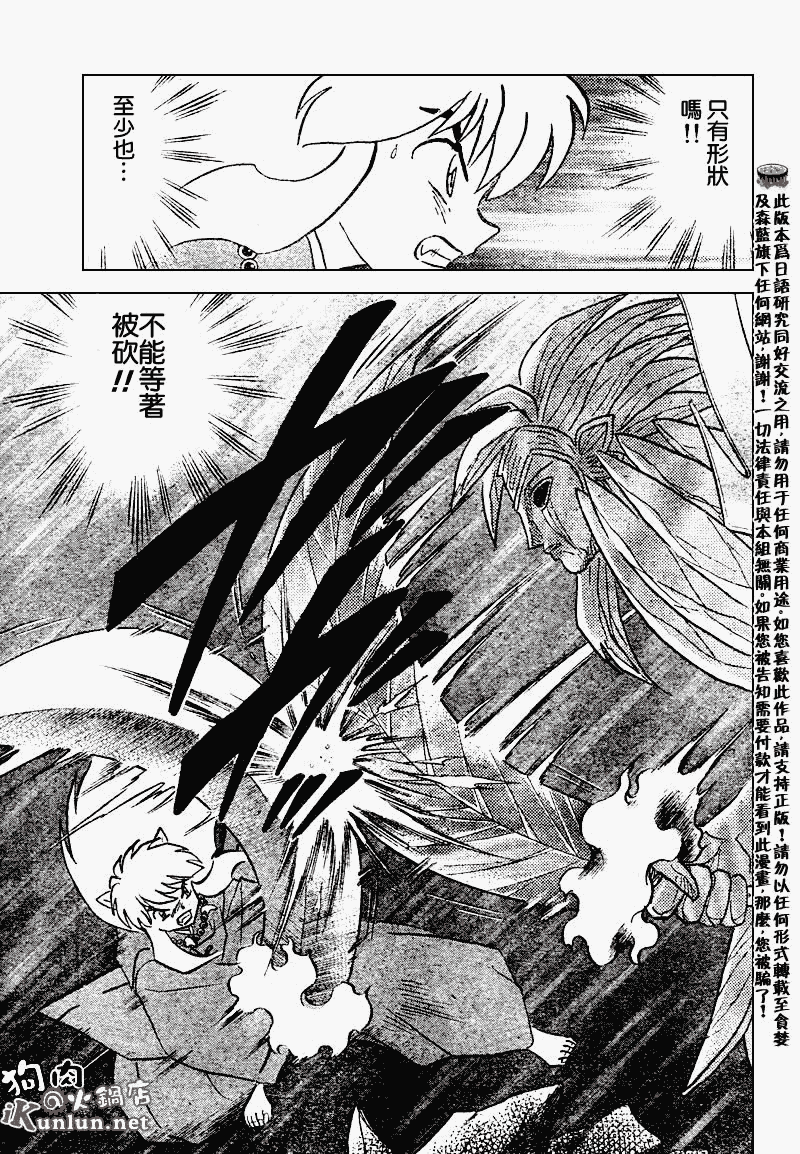 只有形狀
嗎!!
至少也…
不能等著
被砍!!
此版本爲日語研究同好交流之用，請勿用于任何商業用途。如您喜歡此作品，請支持正版！請勿以任何形式轉載至貪婪
及森藍旗下任何網站，謝謝！一切法律責任與本組無關。如果您被告知需要付款才能看到此漫畫，那麽，您被騙了！
狗肉
の火鍋店
iKunlun.net